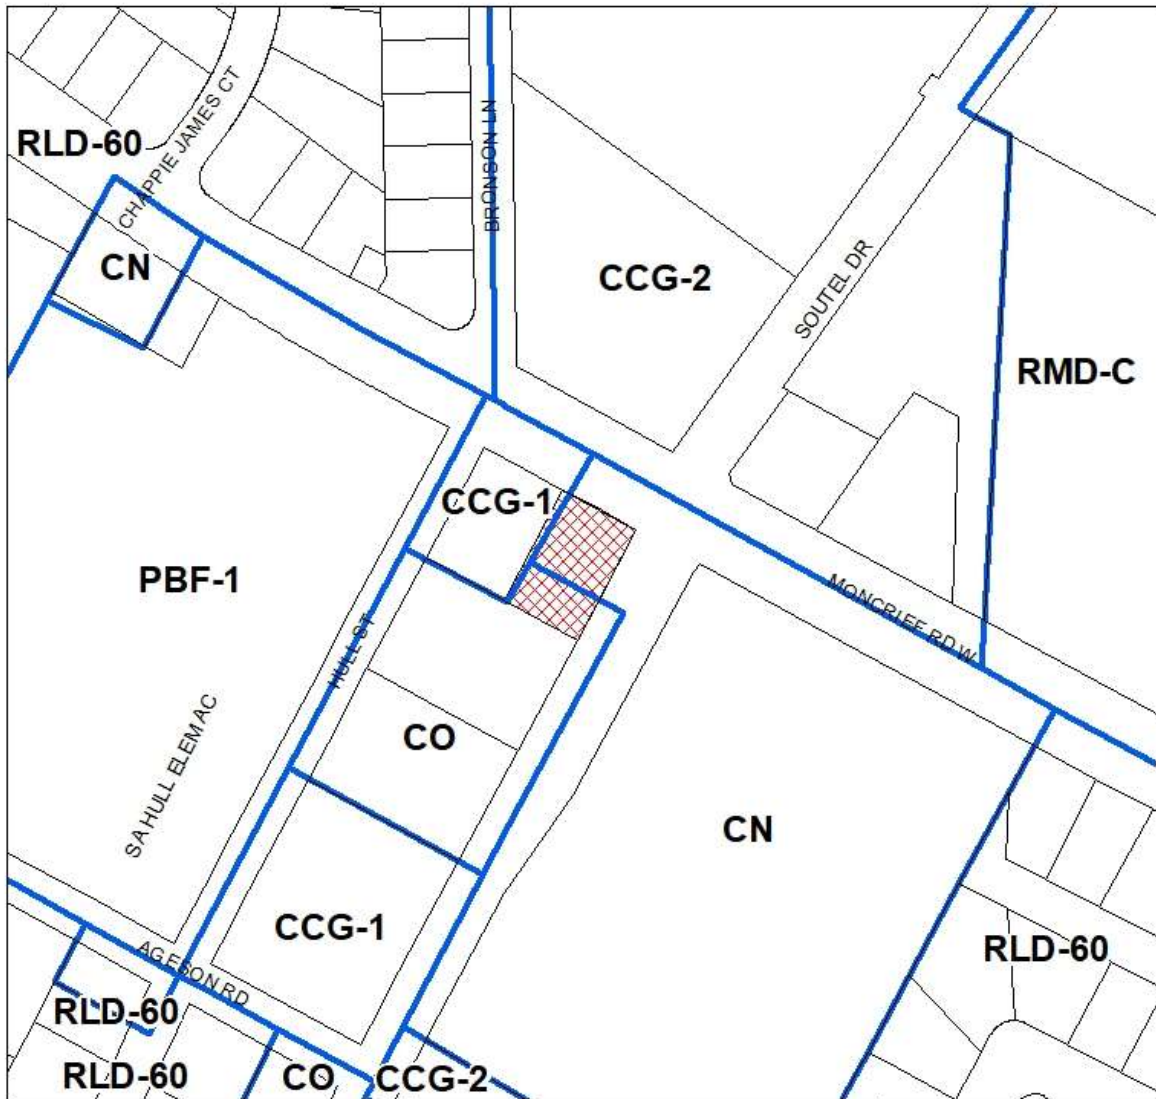 CHAPPIE JAMES CT
RLD-60
BRONSON LN
CN
CCG-2
SOUTEL DR
RMD-C
CCG-1
PBF-1
MONCRIEF RD W
HULL ST
CO
SA HULL ELEM AC
CN
CCG-1
RLD-60
AGESON RD
RLD-60
RLD-60
CO
CCG-2